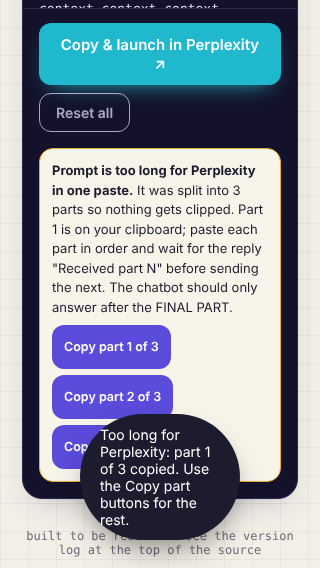 Copy & launch in Perplexity
↗
Reset all
Prompt is too long for Perplexity
in one paste. It was split into 3
parts so nothing gets clipped. Part
1 is on your clipboard; paste each
part in order and wait for the reply
"Received part N" before sending
the next. The chatbot should only
answer after the FINAL PART.
Copy part 1 of 3
Copy part 2 of 3
Too long for
Perplexity: part 1
of 3 copied. Use
the Copy part
buttons for the
rest.
built to be the version
log at the top of the source